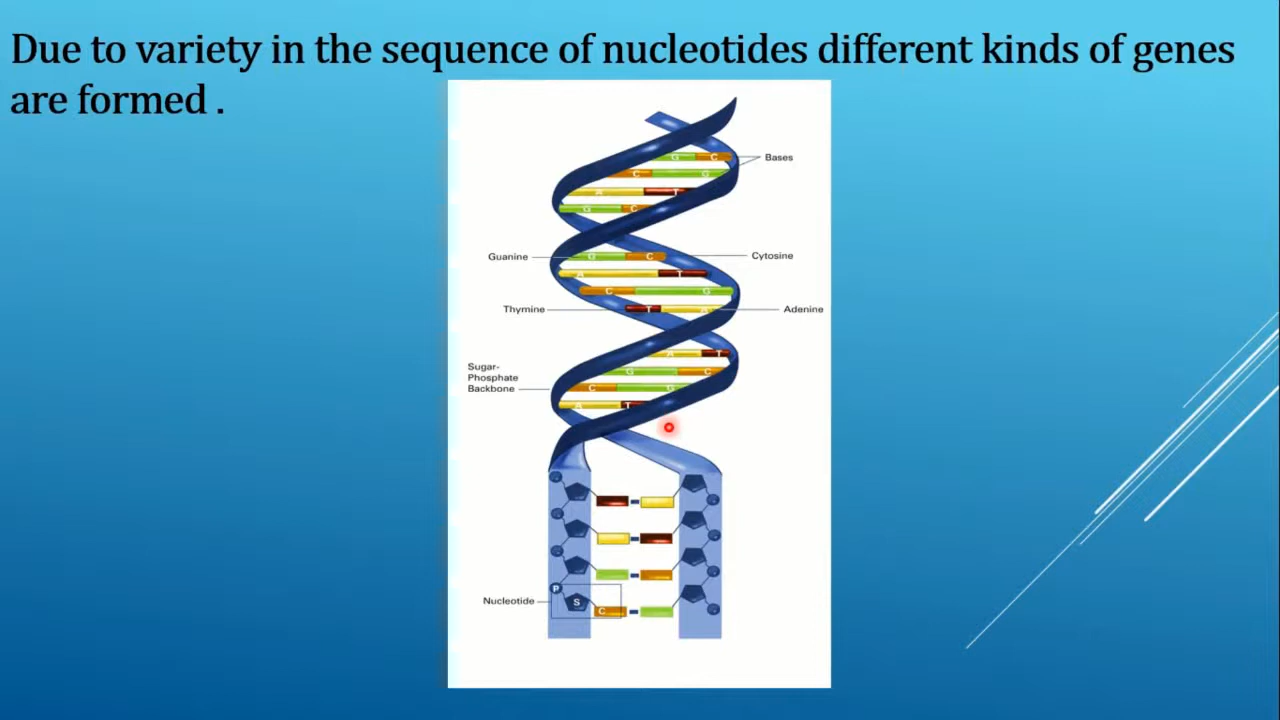 Due to variety in the sequence of nucleotides different kinds of genes
are formed .
G C
Bases
C G
A T
G C
Guanine
G C
Cytosine
A T
C G
Thymine
T A
Adenine
A T
G C
Sugar-
Phosphate
Backbone
C G
A T
P
Nucleotide
S
C